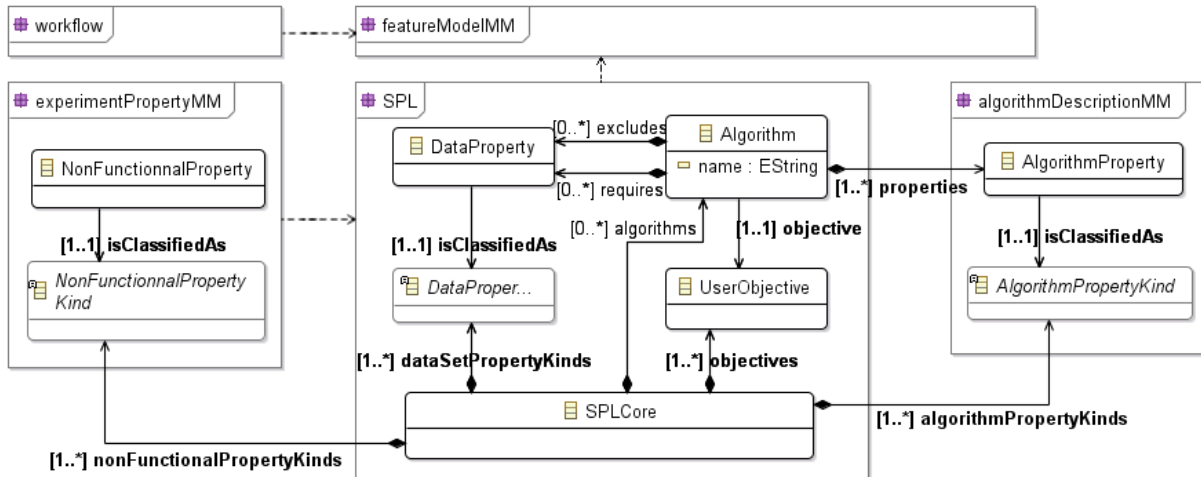 workflow
featureModelMM
experimentPropertyMM
SPL
algorithmDescriptionMM
NonFunctionnalProperty
DataProperty
[0..*] excludes
[0..*] requires
Algorithm
name : EString
[1..*] properties
AlgorithmProperty
[1..1] isClassifiedAs
[1..1] isClassifiedAs
[0..*] algorithms
[1..1] objective
[1..1] isClassifiedAs
NonFunctionnalProperty
Kind
DataProper...
UserObjective
AlgorithmPropertyKind
[1..*] dataSetPropertyKinds
[1..*] objectives
SPLCore
[1..*] algorithmPropertyKinds
[1..*] nonFunctionalPropertyKinds